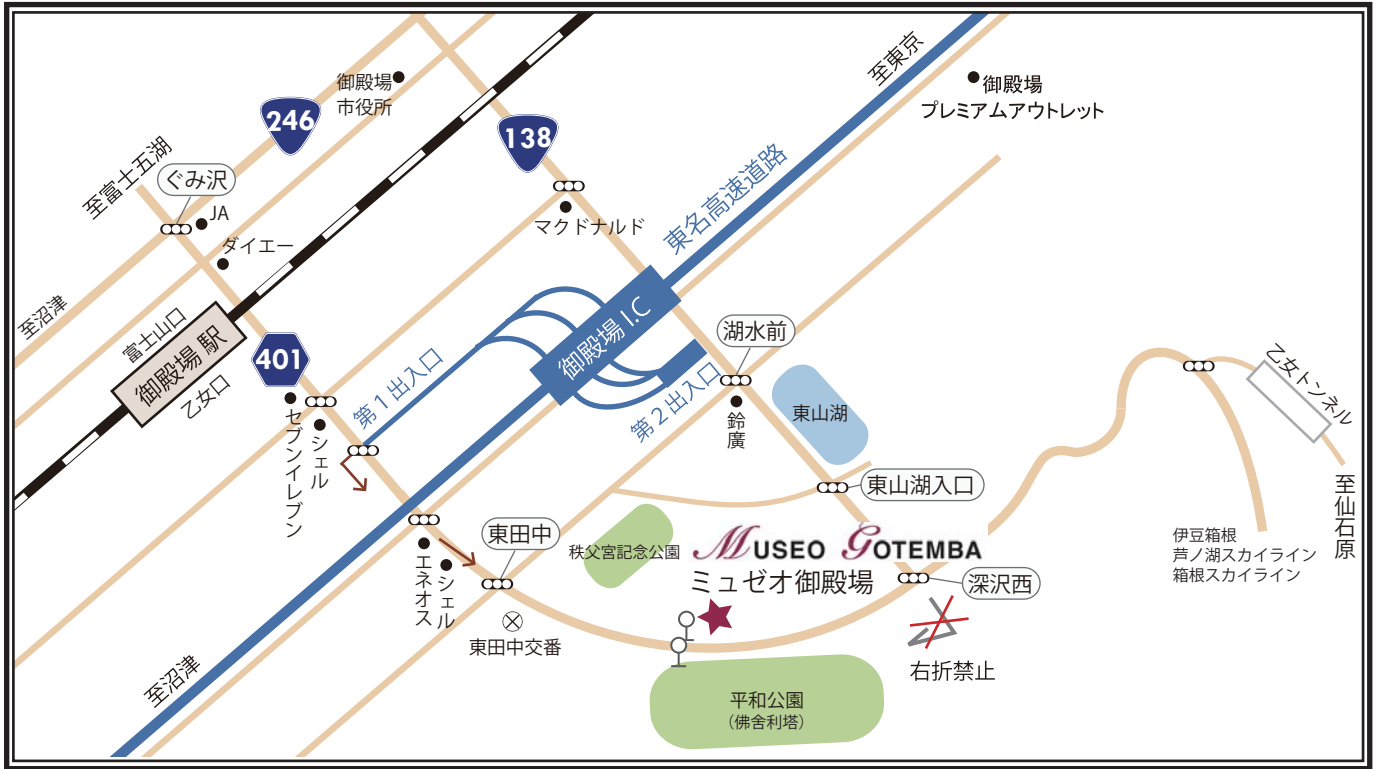 至東京
御殿場
プレミアムアウトレット
御殿場
市役所
246
138
至富士五湖
ぐみ沢
JA
ダイエー
マクドナルド
東名高速道路
至沼津
富士山口
御殿場 駅
乙女口
401
セブンイレブン
シェル
第1出入口
御殿場 I.C
第2出入口
湖水前
鈴廣
東山湖
東山湖入口
乙女トンネル
至仙石原
伊豆箱根
芦ノ湖スカイライン
箱根スカイライン
エネオス
シェル
東田中
東田中交番
秩父宮記念公園
MUSEO GOTEMBA
ミュゼオ御殿場
深沢西
右折禁止
平和公園
（佛舎利塔）
至沼津